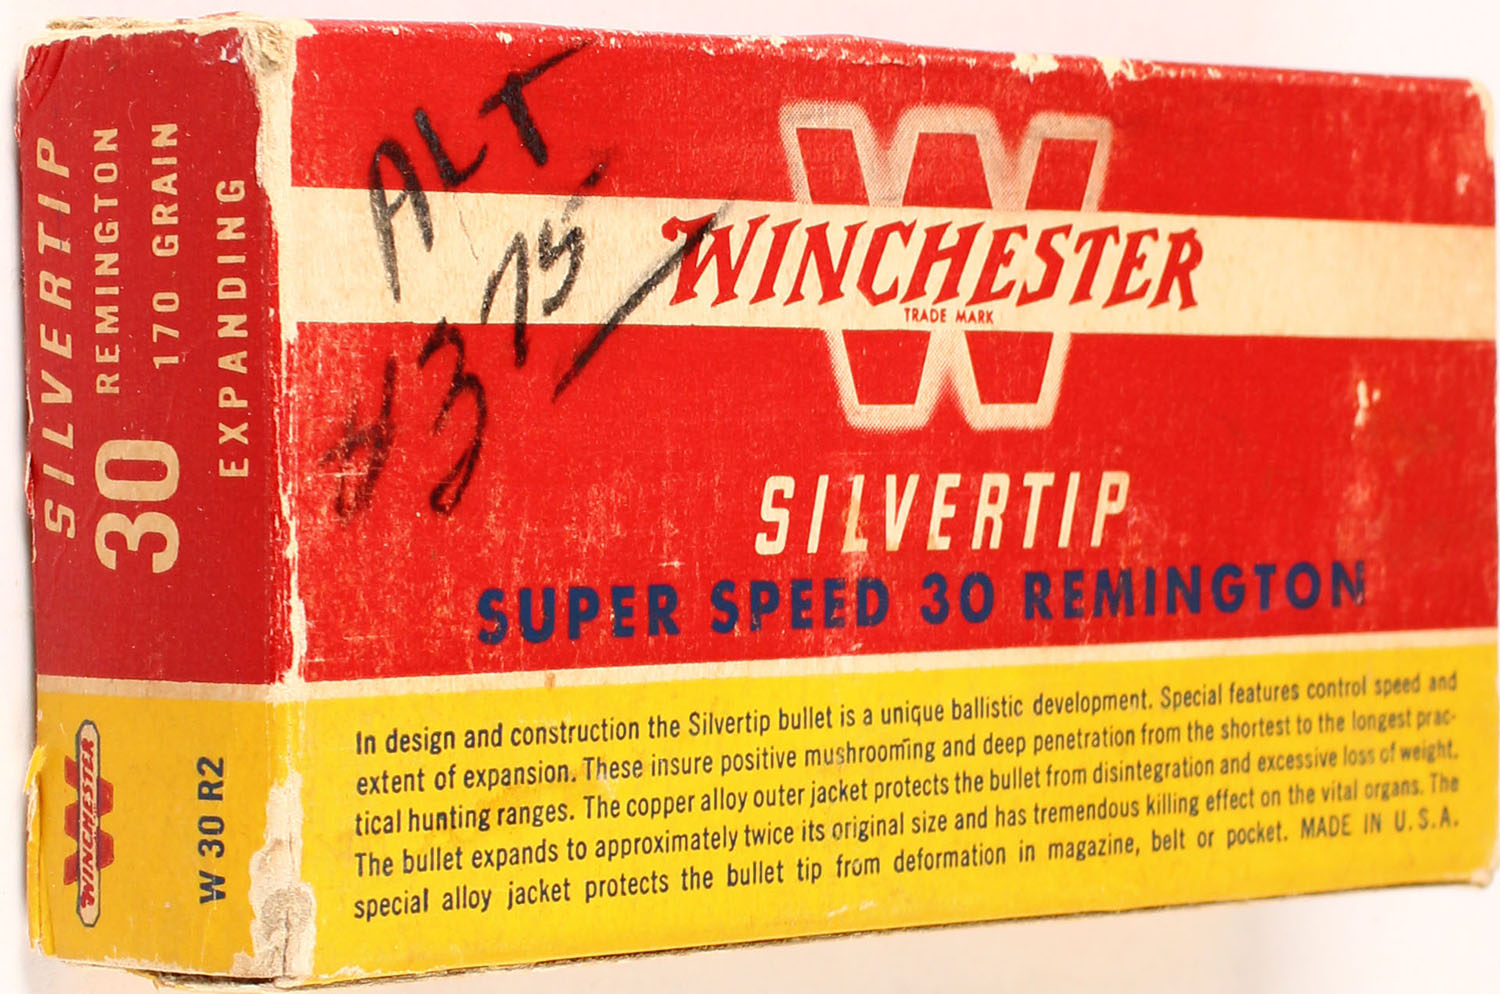 SILVERTIP
30 REMINGTON
170 GRAIN
EXPANDING
WINCHESTER
W 30 R2
ALT
375
WINCHESTER
TRADE MARK
SILVERTIP
SUPER SPEED 30 REMINGTON
In design and construction the Silvertip bullet is a unique ballistic development. Special features control speed and
extent of expansion. These insure positive mushrooming and deep penetration from the shortest to the longest prac-
tical hunting ranges. The copper alloy outer jacket protects the bullet from disintegration and excessive loss of weight.
The bullet expands to approximately twice its original size and has tremendous killing effect on the vital organs. The
special alloy jacket protects the bullet tip from deformation in magazine, belt or pocket. MADE IN U.S.A.